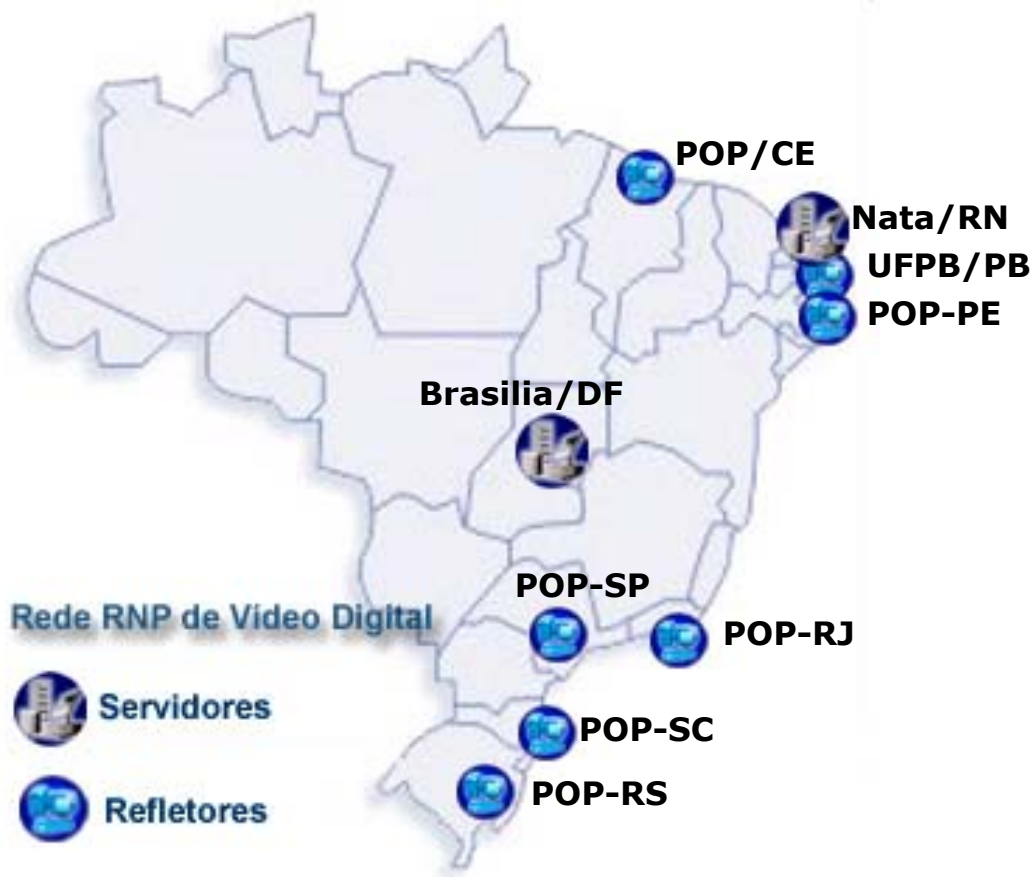 POP/CE
Nata/RN
UFPB/PB
POP-PE
Brasilia/DF
POP-SP
POP-RJ
Rede RNP de Vídeo Digital
Servidores
POP-SC
POP-RS
Refletores